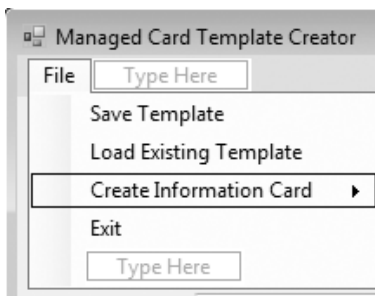 Managed Card Template Creator
File Type Here
Save Template
Load Existing Template
Create Information Card
Exit
Type Here